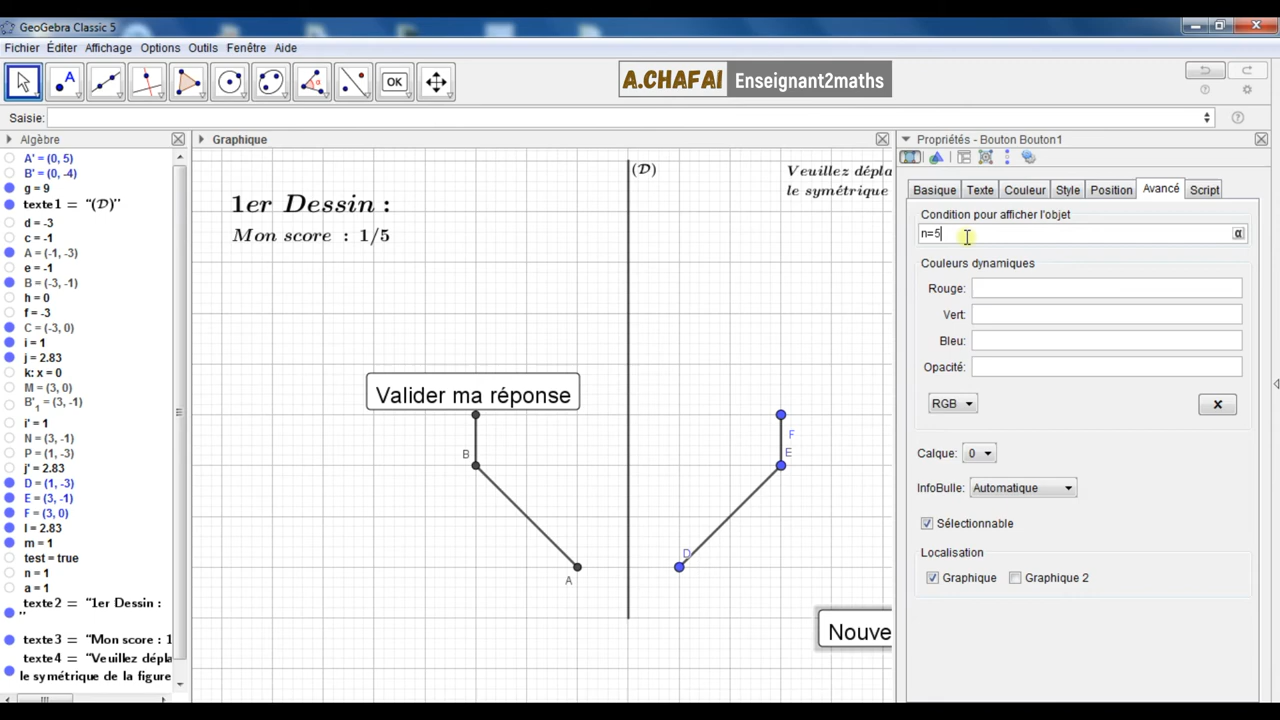 GeoGebra Classic 5
Fichier Éditer Affichage Options Outils Fenêtre Aide
OK
A.CHAFAI Enseignant2maths
Saisie:
Algèbre
Graphique
Propriétés - Bouton Bouton1
A' = (0, 5)
B' = (0, -4)
g = 9
texte1 = "(D)"
d = -3
c = -1
A = (-1, -3)
e = -1
B = (-3, -1)
h = 0
f = -3
C = (-3, 0)
i = 1
j = 2.83
k: x = 0
M = (3, 0)
B'1 = (3, -1)
i' = 1
N = (3, -1)
P = (1, -3)
j' = 2.83
D = (1, -3)
E = (3, -1)
F = (3, 0)
l = 2.83
m = 1
test = true
n = 1
a = 1
texte2 = "1er Dessin :
"
texte3 = "Mon score : 1
texte4 = "Veuillez dépla
le symétrique de la figure
1er Dessin :
Mon score : 1/5
(D)
Veuillez dépla
le symétrique
Valider ma réponse
B
A
F
E
D
Nouve
Basique Texte Couleur Style Position Avancé Script
Condition pour afficher l'objet
n=5
α
Couleurs dynamiques
Rouge:
Vert:
Bleu:
Opacité:
RGB
Calque: 0
InfoBulle: Automatique
Sélectionnable
Localisation
Graphique Graphique 2